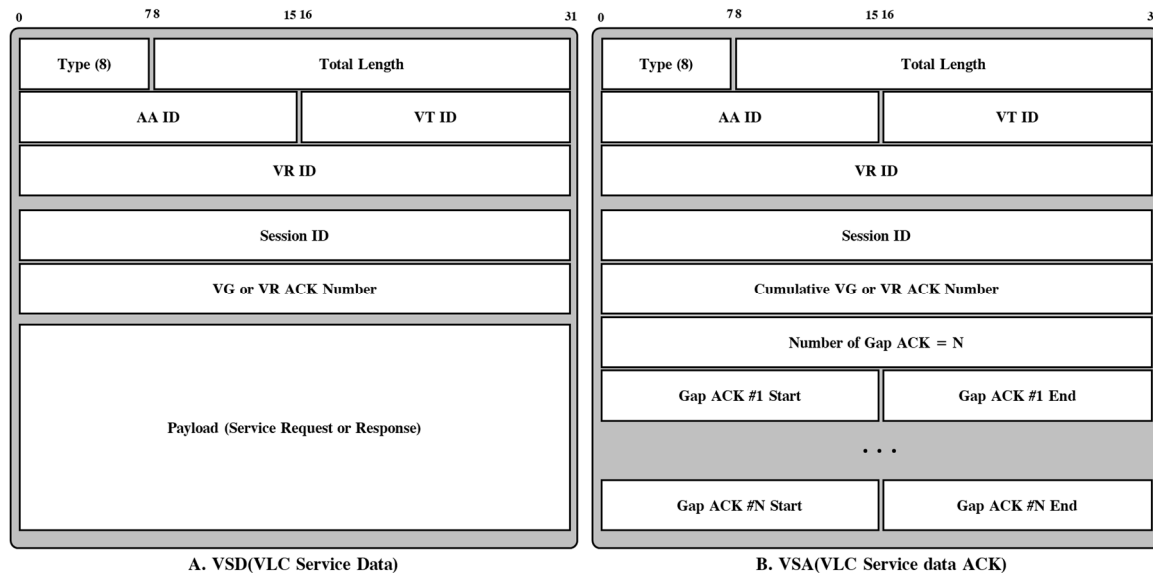 0 7 8 15 16 31
Type (8) Total Length
AA ID VT ID
VR ID
Session ID
VG or VR ACK Number
Payload (Service Request or Response)
A. VSD(VLC Service Data)
0 7 8 15 16 3
Type (8) Total Length
AA ID VT ID
VR ID
Session ID
Cumulative VG or VR ACK Number
Number of Gap ACK = N
Gap ACK #1 Start Gap ACK #1 End
. . .
Gap ACK #N Start Gap ACK #N End
B. VSA(VLC Service data ACK)